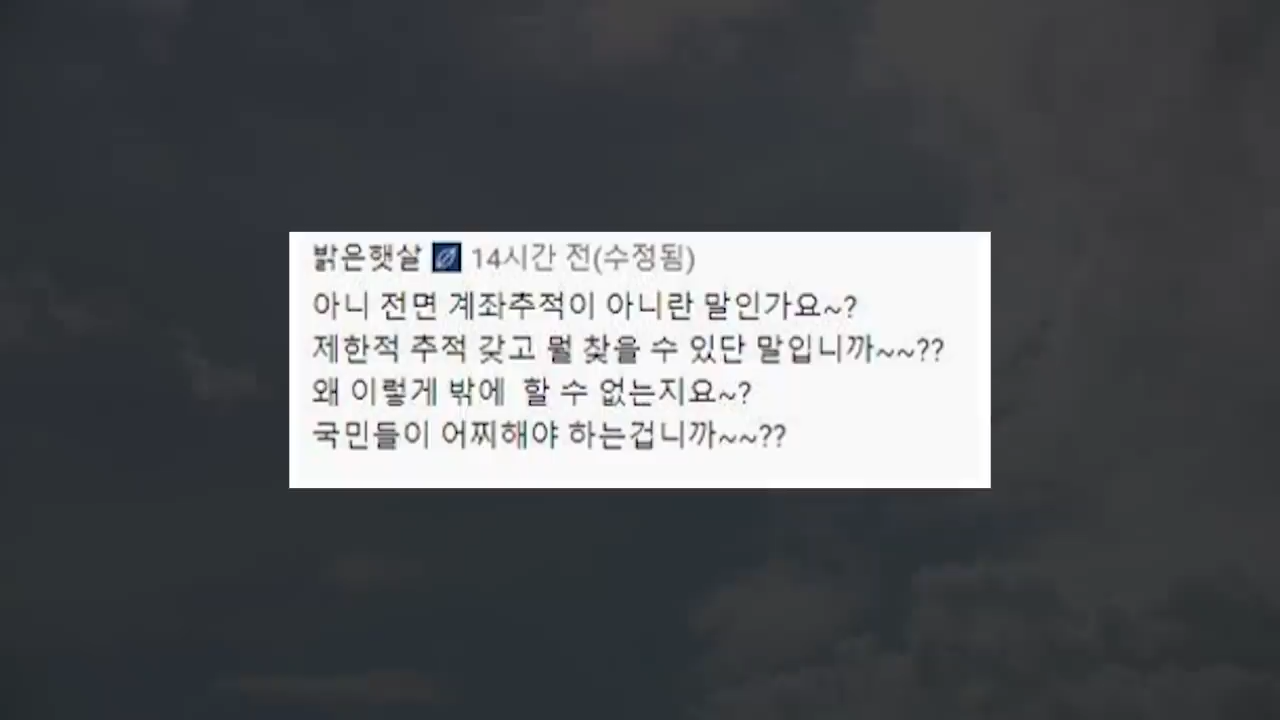 밝은햇살 14시간 전(수정됨)
아니 전면 계좌추적이 아니란 말인가요~?
제한적 추적 갖고 뭘 찾을 수 있단 말입니까~~??
왜 이렇게 밖에 할 수 없는지요~?
국민들이 어찌해야 하는겁니까~~??